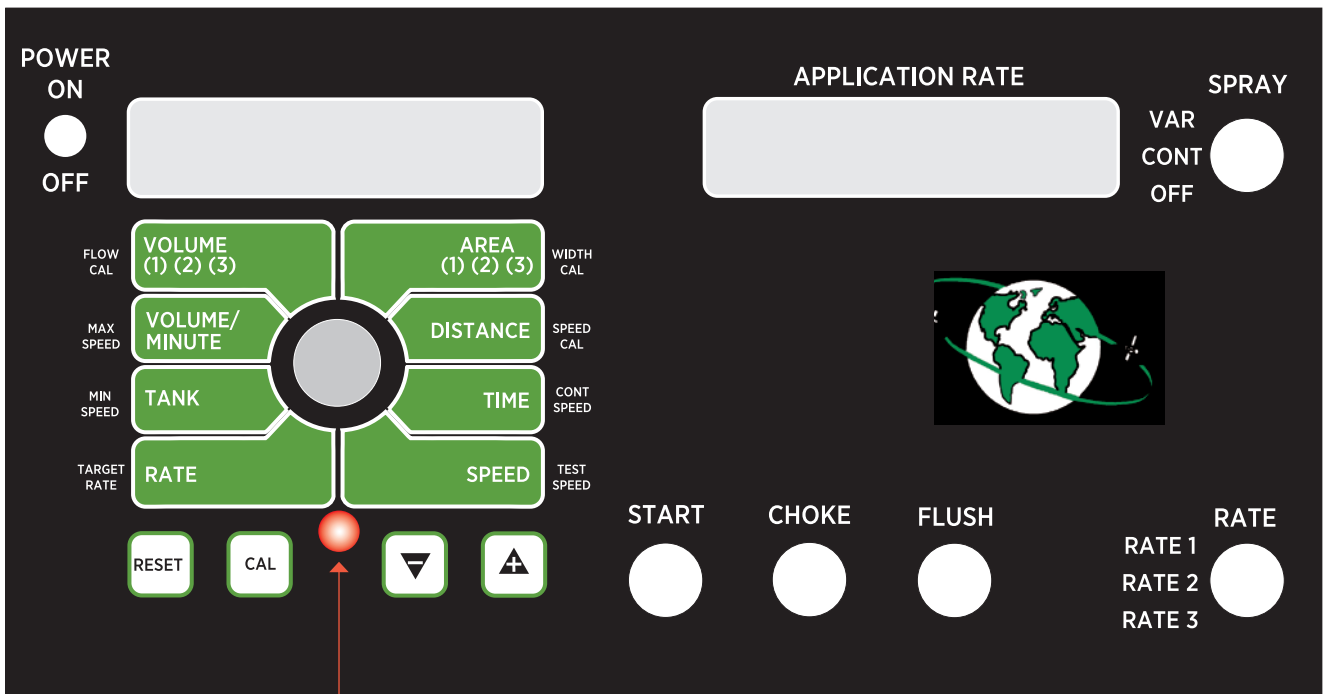 POWER
ON
OFF
APPLICATION RATE
SPRAY
VAR
CONT
OFF
FLOW
CAL
VOLUME
(1) (2) (3)
AREA
(1) (2) (3)
WIDTH
CAL
MAX
SPEED
VOLUME/
MINUTE
DISTANCE
SPEED
CAL
MIN
SPEED
TANK
TIME
CONT
SPEED
TARGET
RATE
RATE
SPEED
TEST
SPEED
RESET
CAL
−
+
START
CHOKE
FLUSH
RATE
RATE 1
RATE 2
RATE 3